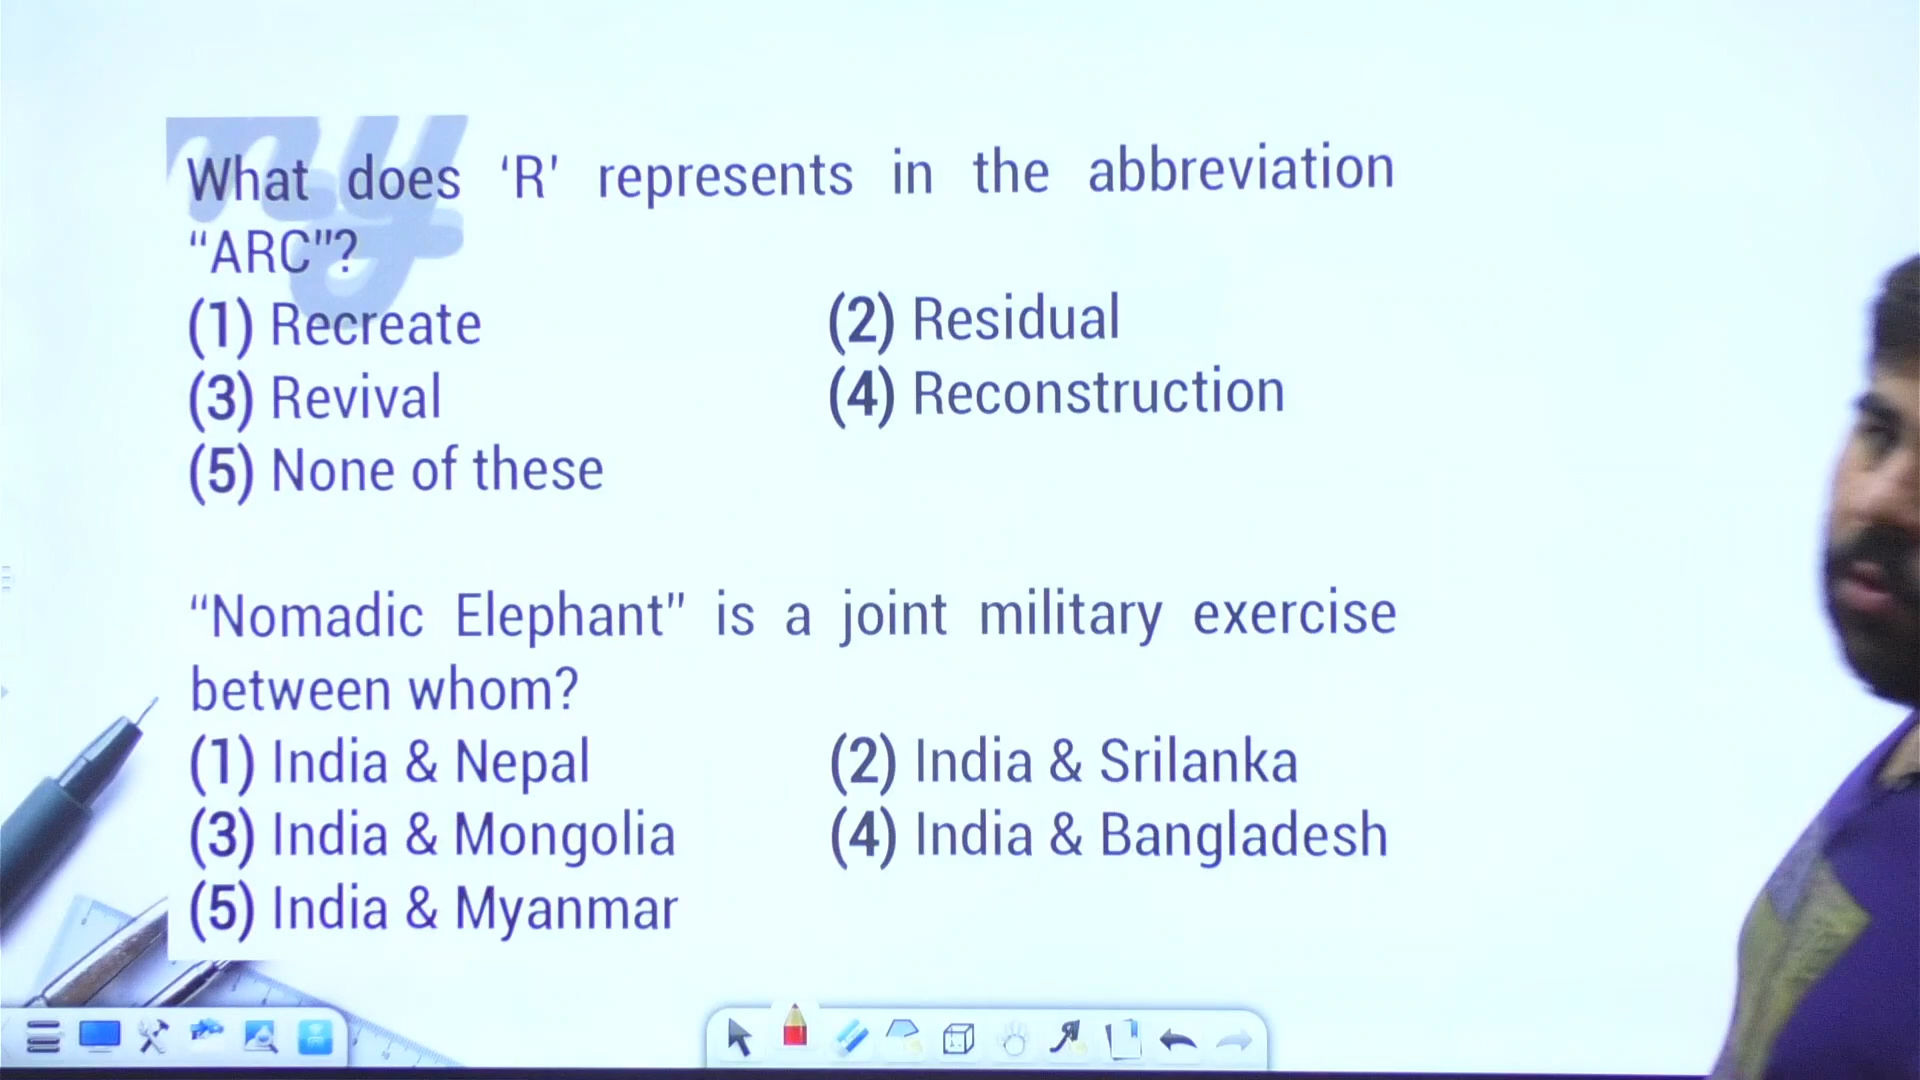 my
What does ‘R’ represents in the abbreviation
“ARC”?
(1) Recreate (2) Residual
(3) Revival (4) Reconstruction
(5) None of these
“Nomadic Elephant” is a joint military exercise
between whom?
(1) India & Nepal (2) India & Srilanka
(3) India & Mongolia (4) India & Bangladesh
(5) India & Myanmar